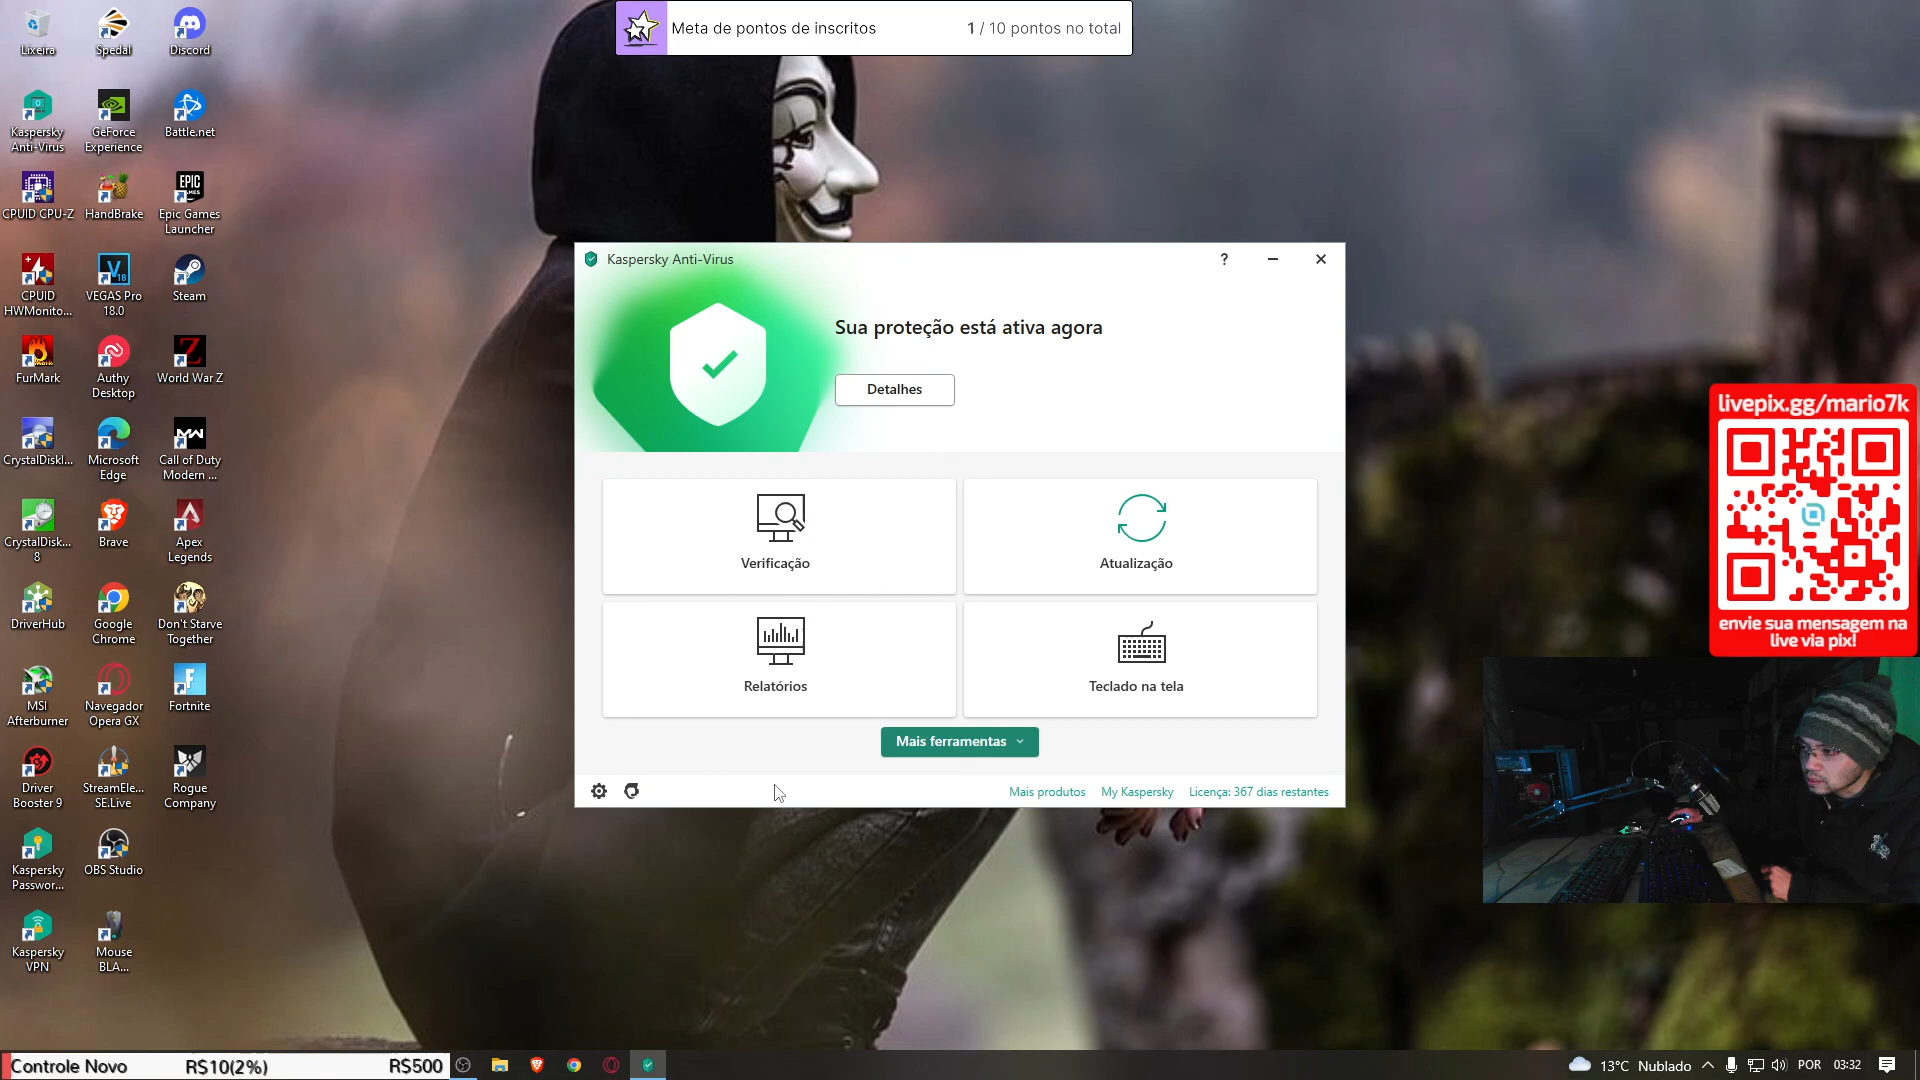 Meta de pontos de inscritos
1 / 10 pontos no total
Lixeira
Spedal
Discord
Kaspersky
Anti-Virus
GeForce
Experience
Battle.net
CPUID CPU-Z
HandBrake
Epic Games
Launcher
CPUID
HWMonito...
VEGAS Pro
18.0
Steam
FurMark
Authy
Desktop
World War Z
CrystalDiskI...
Microsoft
Edge
Call of Duty
Modern ...
CrystalDisk...
8
Brave
Apex
Legends
DriverHub
Google
Chrome
Don't Starve
Together
MSI
Afterburner
Navegador
Opera GX
Fortnite
Driver
Booster 9
StreamEle...
SE.Live
Rogue
Company
Kaspersky
Passwor...
OBS Studio
Kaspersky
VPN
Mouse
BLA...
EPIC
GAMES
V
18
MW
Kaspersky Anti-Virus
?
Sua proteção está ativa agora
Detalhes
Verificação
Atualização
Relatórios
Teclado na tela
Mais ferramentas
Mais produtos
My Kaspersky
Licença: 367 dias restantes
livepix.gg/mario7k
envie sua mensagem na
live via pix!
Controle Novo
R$10(2%)
R$500
13°C Nublado
POR
03:32